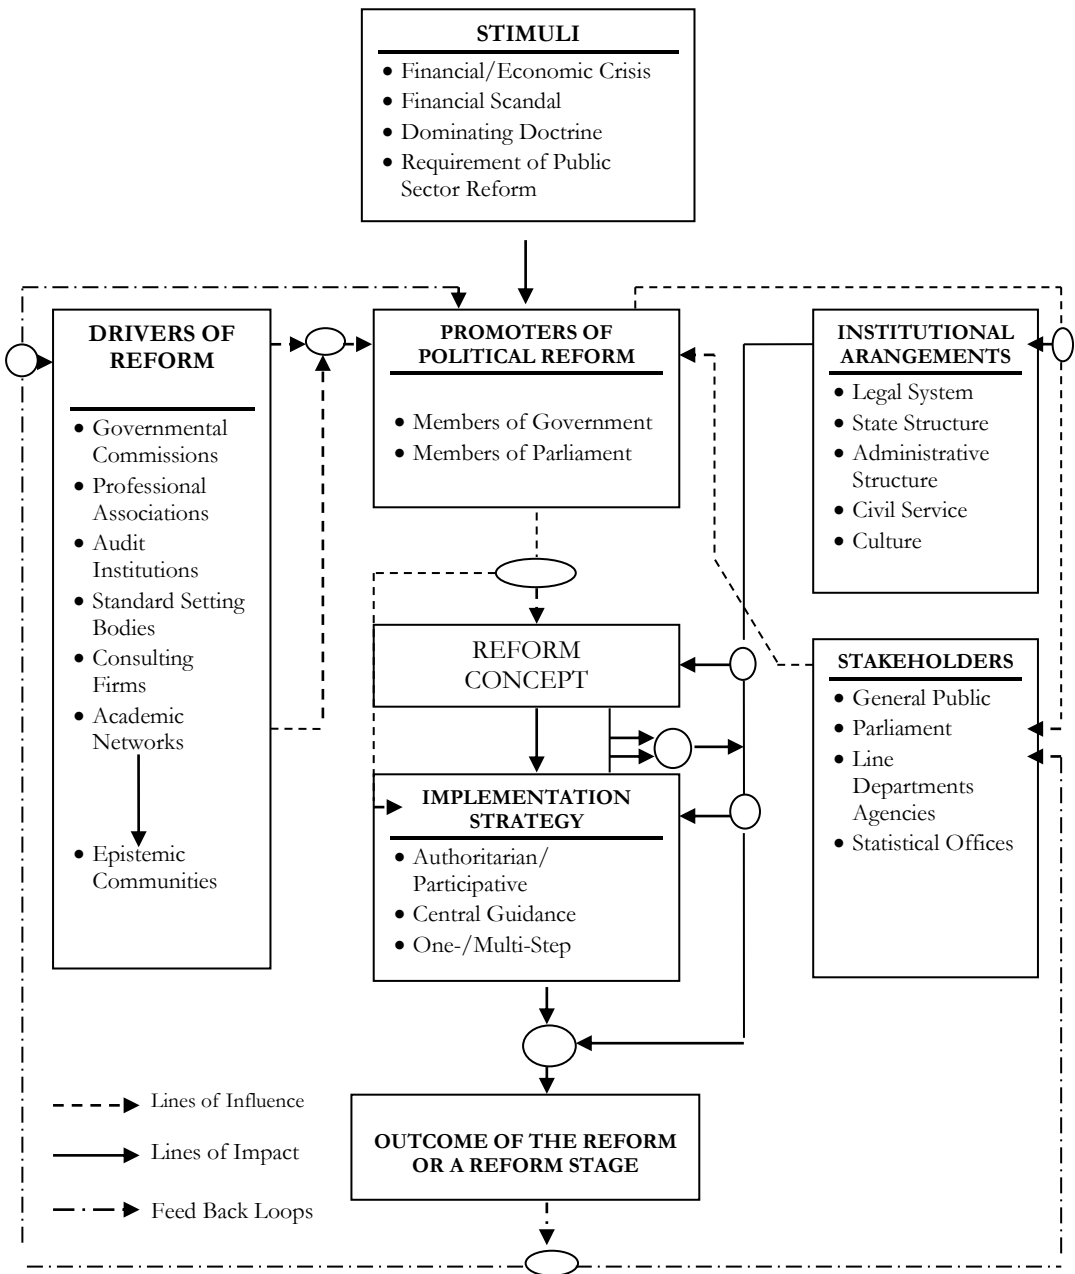 STIMULI
• Financial/Economic Crisis
• Financial Scandal
• Dominating Doctrine
• Requirement of Public
Sector Reform
DRIVERS OF
REFORM
• Governmental
Commissions
• Professional
Associations
• Audit
Institutions
• Standard Setting
Bodies
• Consulting
Firms
• Academic
Networks
• Epistemic
Communities
PROMOTERS OF
POLITICAL REFORM
• Members of Government
• Members of Parliament
INSTITUTIONAL
ARANGEMENTS
• Legal System
• State Structure
• Administrative
Structure
• Civil Service
• Culture
REFORM
CONCEPT
STAKEHOLDERS
• General Public
• Parliament
• Line
Departments
Agencies
• Statistical Offices
IMPLEMENTATION
STRATEGY
• Authoritarian/
Participative
• Central Guidance
• One-/Multi-Step
OUTCOME OF THE REFORM
OR A REFORM STAGE
Lines of Influence
Lines of Impact
Feed Back Loops